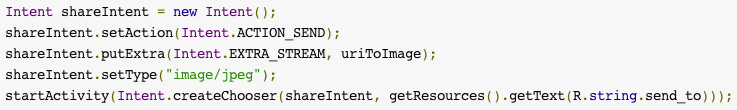 Intent shareIntent = new Intent();
shareIntent.setAction(Intent.ACTION_SEND);
shareIntent.putExtra(Intent.EXTRA_STREAM, uriToImage);
shareIntent.setType("image/jpeg");
startActivity(Intent.createChooser(shareIntent, getResources().getText(R.string.send_to)));